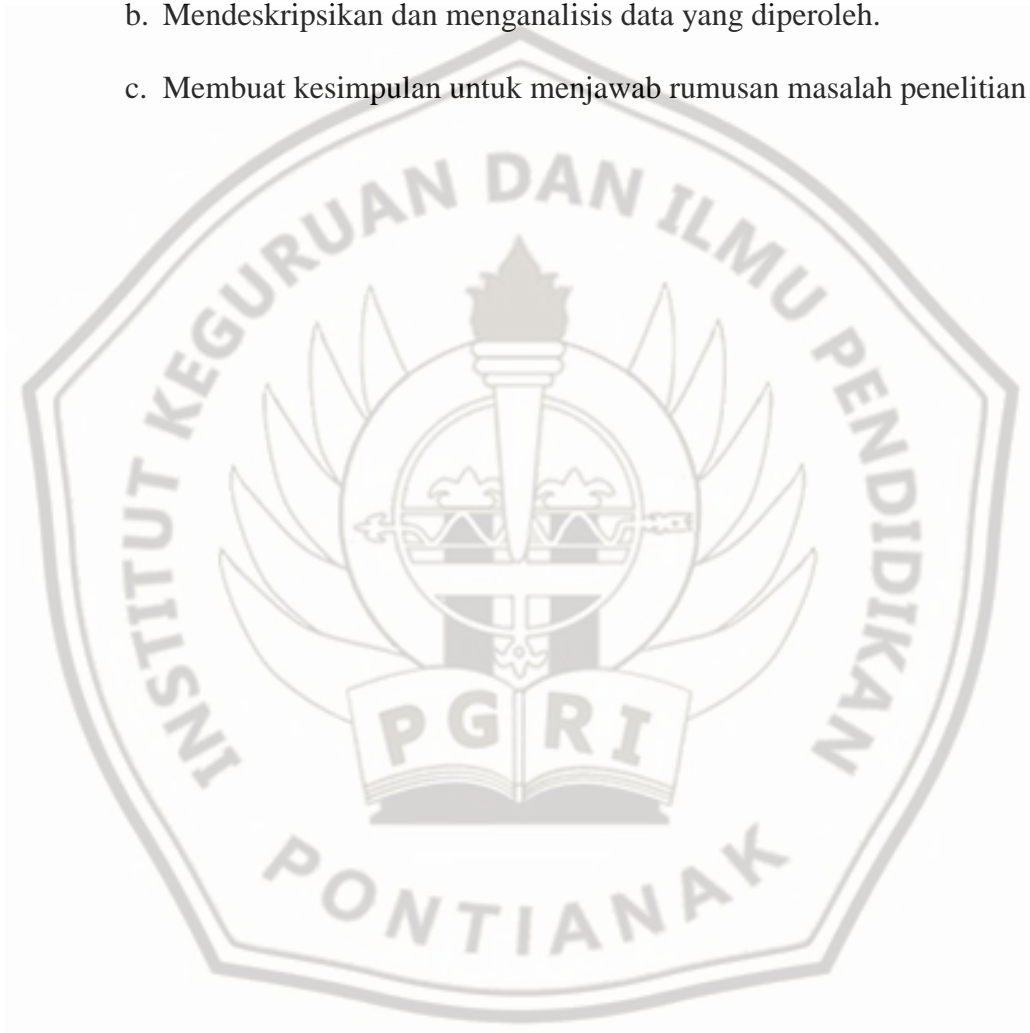 b. Mendeskripsikan dan menganalisis data yang diperoleh.
c. Membuat kesimpulan untuk menjawab rumusan masalah penelitian
INSTITUT KEGURUAN DAN ILMU PENDIDIKAN
PGRI
PONTIANAK